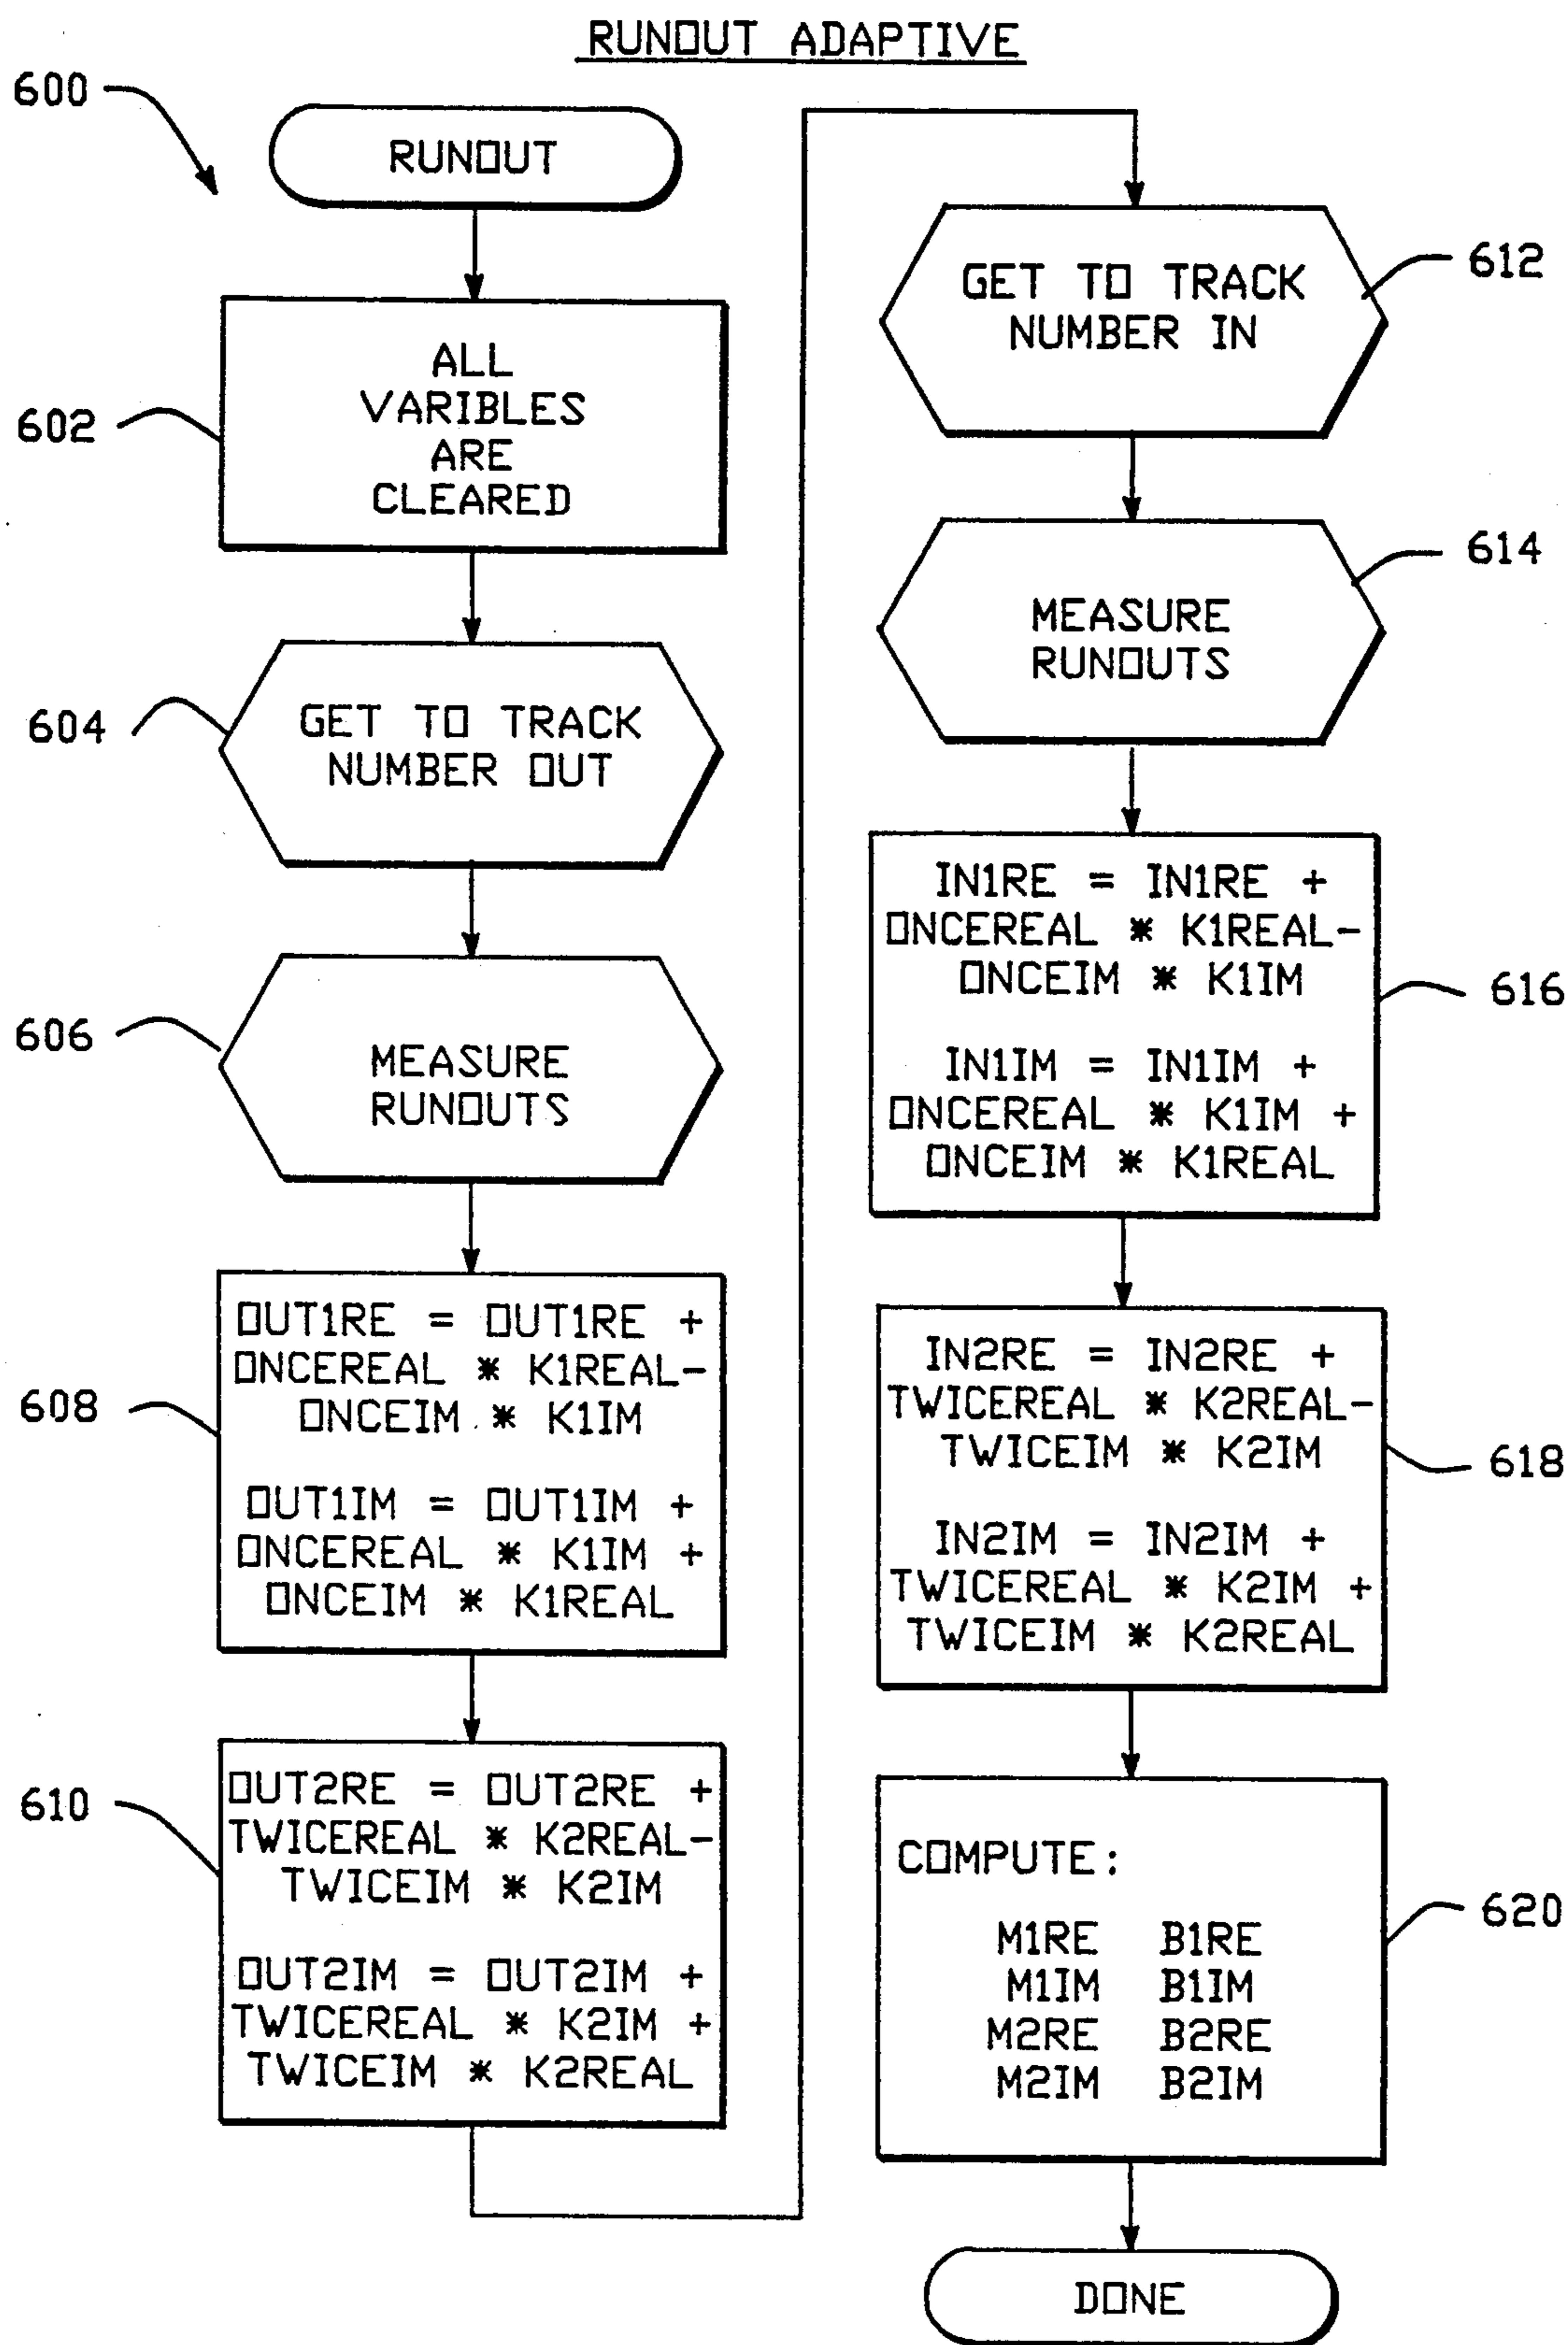 RUNOUT ADAPTIVE
600
RUNOUT
602
ALL
VARIBLES
ARE
CLEARED
604
GET TO TRACK
NUMBER OUT
606
MEASURE
RUNOUTS
608
OUT1RE = OUT1RE +
ONCEREAL * K1REAL-
ONCEIM * K1IM
OUT1IM = OUT1IM +
ONCEREAL * K1IM +
ONCEIM * K1REAL
610
OUT2RE = OUT2RE +
TWICEREAL * K2REAL-
TWICEIM * K2IM
OUT2IM = OUT2IM +
TWICEREAL * K2IM +
TWICEIM * K2REAL
612
GET TO TRACK
NUMBER IN
614
MEASURE
RUNOUTS
616
IN1RE = IN1RE +
ONCEREAL * K1REAL-
ONCEIM * K1IM
IN1IM = IN1IM +
ONCEREAL * K1IM +
ONCEIM * K1REAL
618
IN2RE = IN2RE +
TWICEREAL * K2REAL-
TWICEIM * K2IM
IN2IM = IN2IM +
TWICEREAL * K2IM +
TWICEIM * K2REAL
620
COMPUTE:
M1RE B1RE
M1IM B1IM
M2RE B2RE
M2IM B2IM
DONE